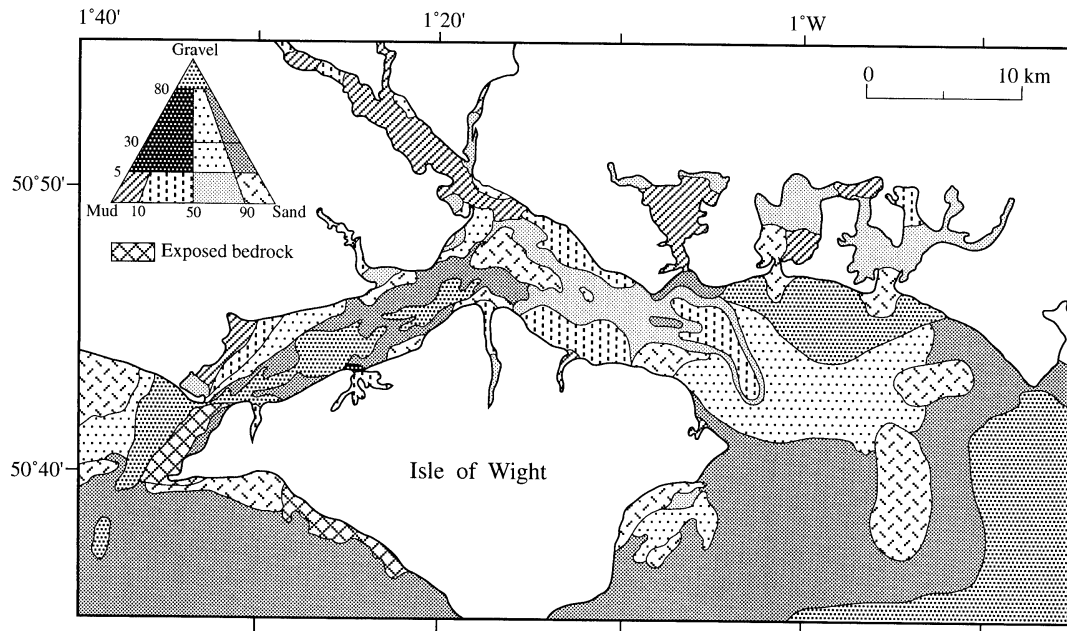 1°40' 1°20' 1°W
Gravel
80
30
5
Mud 10 50 90 Sand
Exposed bedrock
0 10 km
50°50'
50°40'
Isle of Wight